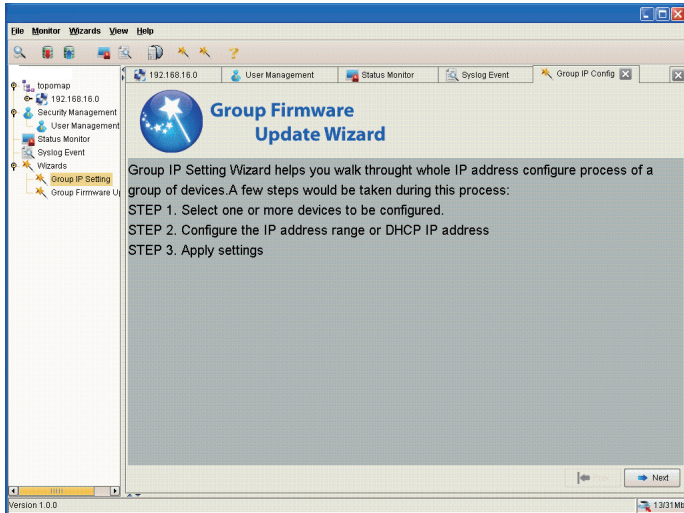 File Monitor Wizards View Help
192.168.16.0 User Management Status Monitor Syslog Event Group IP Config
topomap
192.168.16.0
Security Management
User Management
Status Monitor
Syslog Event
Wizards
Group IP Setting
Group Firmware U
Group Firmware
Update Wizard
Group IP Setting Wizard helps you walk throught whole IP address configure process of a
group of devices.A few steps would be taken during this process:
STEP 1. Select one or more devices to be configured.
STEP 2. Configure the IP address range or DHCP IP address
STEP 3. Apply settings
Prev Next
Version 1.0.0 13/31Mb